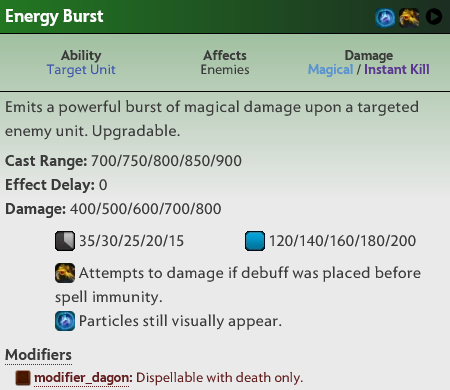 Energy Burst
Ability
Target Unit
Affects
Enemies
Damage
Magical / Instant Kill
Emits a powerful burst of magical damage upon a targeted
enemy unit. Upgradable.
Cast Range: 700/750/800/850/900
Effect Delay: 0
Damage: 400/500/600/700/800
35/30/25/20/15
120/140/160/180/200
Attempts to damage if debuff was placed before
spell immunity.
Particles still visually appear.
Modifiers
modifier_dagon: Dispellable with death only.